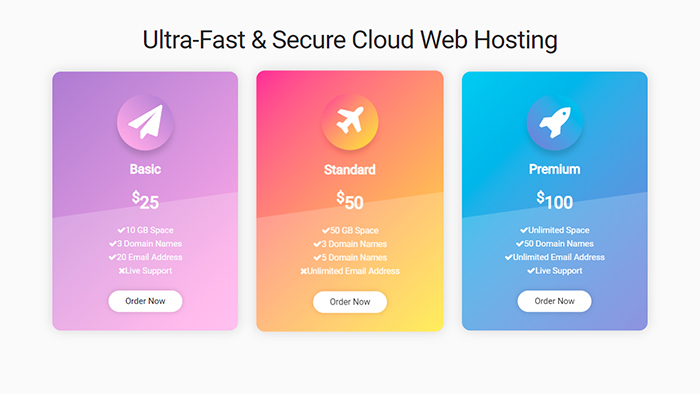 Ultra-Fast & Secure Cloud Web Hosting
Basic
$25
✔10 GB Space
✔3 Domain Names
✔20 Email Address
✖Live Support
Order Now
Standard
$50
✔50 GB Space
✔3 Domain Names
✔5 Domain Names
✖Unlimited Email Address
Order Now
Premium
$100
✔Unlimited Space
✔50 Domain Names
✔Unlimited Email Address
✔Live Support
Order Now